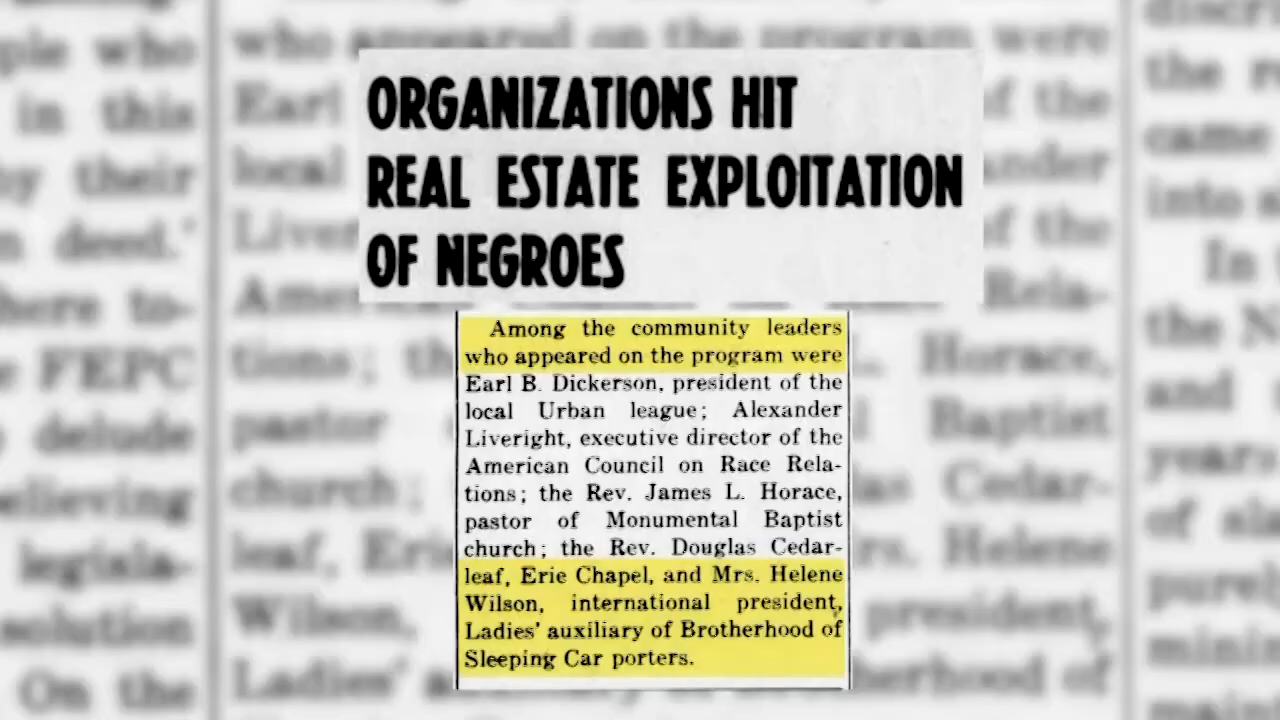 ORGANIZATIONS HIT
REAL ESTATE EXPLOITATION
OF NEGROES
Among the community leaders
who appeared on the program were
Earl B. Dickerson, president of the
local Urban league; Alexander
Liveright, executive director of the
American Council on Race Rela-
tions; the Rev. James L. Horace,
pastor of Monumental Baptist
church; the Rev. Douglas Cedar-
leaf, Erie Chapel, and Mrs. Helene
Wilson, international president,
Ladies' auxiliary of Brotherhood of
Sleeping Car porters.